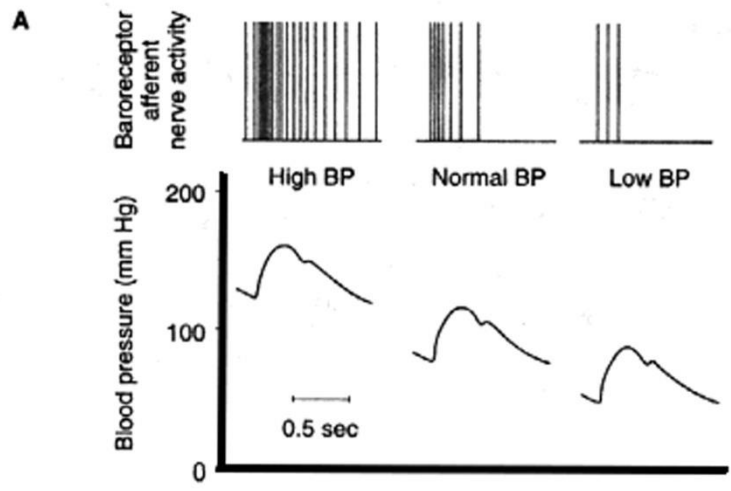 A
Baroreceptor
afferent
nerve activity
High BP
Normal BP
Low BP
Blood pressure (mm Hg)
200
100
0
0.5 sec